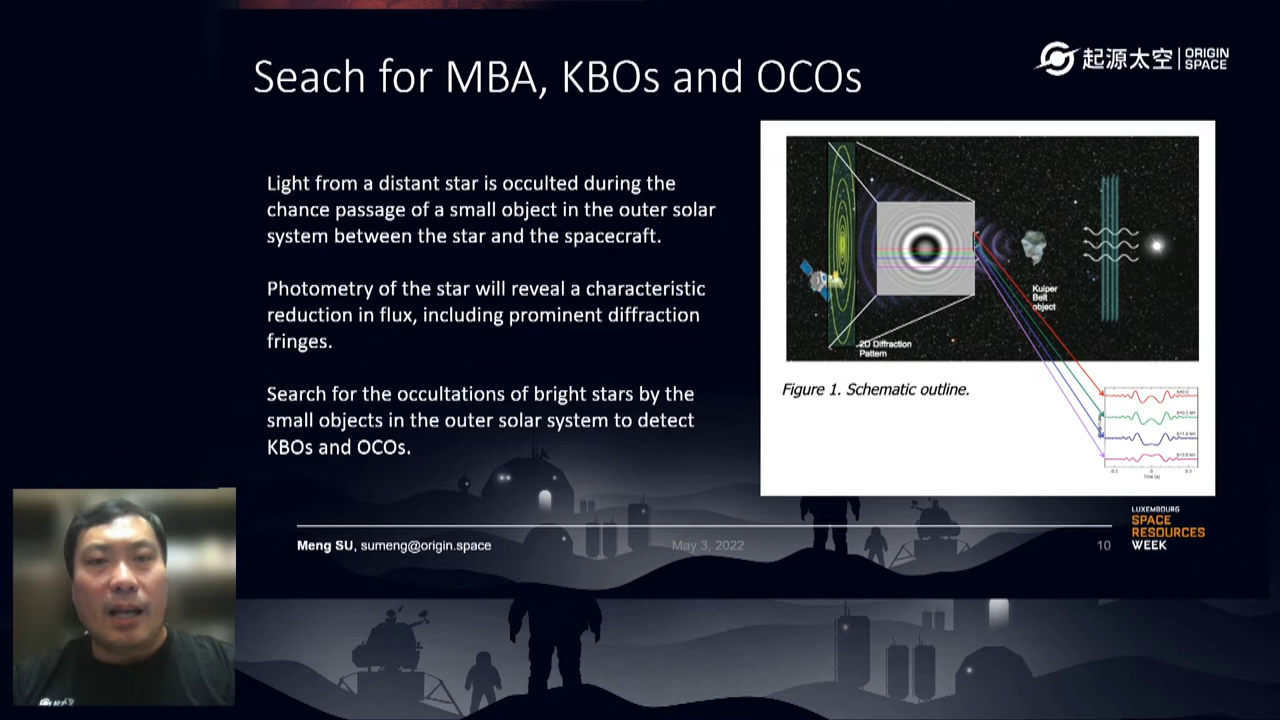 Seach for MBA, KBOs and OCOs
起源太空 | ORIGIN SPACE
Light from a distant star is occulted during the
chance passage of a small object in the outer solar
system between the star and the spacecraft.
Photometry of the star will reveal a characteristic
reduction in flux, including prominent diffraction
fringes.
Search for the occultations of bright stars by the
small objects in the outer solar system to detect
KBOs and OCOs.
Kuiper
Belt
object
2D Diffraction
Pattern
Figure 1. Schematic outline.
Time (s)
Meng SU, sumeng@origin.space
May 3, 2022
10
LUXEMBOURG
SPACE
RESOURCES
WEEK